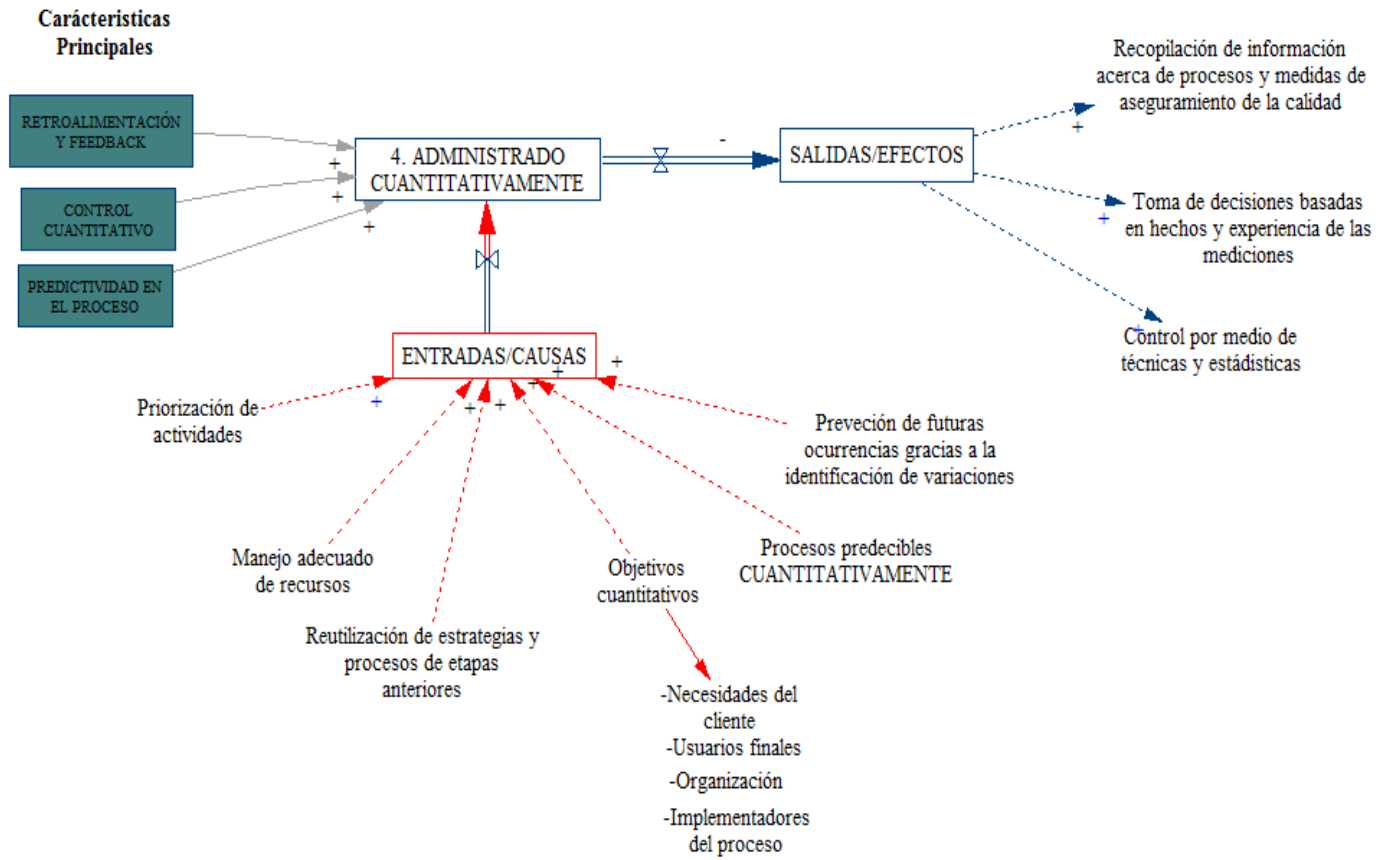 Carácteristicas
Principales
RETROALIMENTACIÓN
Y FEEDBACK
CONTROL
CUANTITATIVO
PREDICTIVIDAD EN
EL PROCESO
+
+
+
4. ADMINISTRADO
CUANTITATIVAMENTE
-
SALIDAS/EFECTOS
Recopilación de información
acerca de procesos y medidas de
aseguramiento de la calidad
+
Toma de decisiones basadas
en hechos y experiencia de las
mediciones
+
Control por medio de
técnicas y estádisticas
+
ENTRADAS/CAUSAS
+
+
+
+
+
+
+
Priorización de
actividades
Manejo adecuado
de recursos
Reutilización de estrategias y
procesos de etapas
anteriores
Objetivos
cuantitativos
-Necesidades del
cliente
-Usuarios finales
-Organización
-Implementadores
del proceso
Procesos predecibles
CUANTITATIVAMENTE
Preveción de futuras
ocurrencias gracias a la
identificación de variaciones